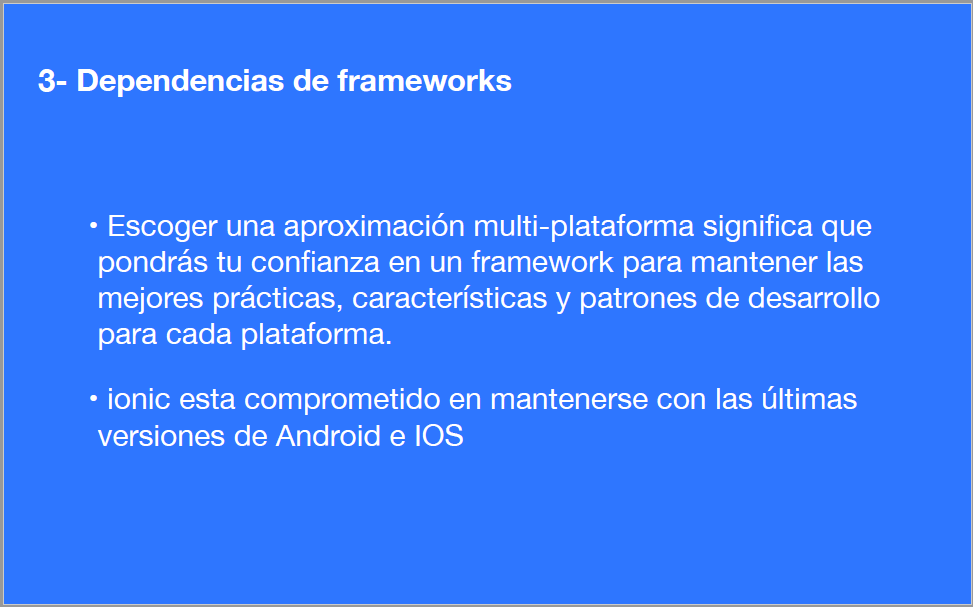 3- Dependencias de frameworks
• Escoger una aproximación multi-plataforma significa que
pondrás tu confianza en un framework para mantener las
mejores prácticas, características y patrones de desarrollo
para cada plataforma.
• ionic esta comprometido en mantenerse con las últimas
versiones de Android e IOS